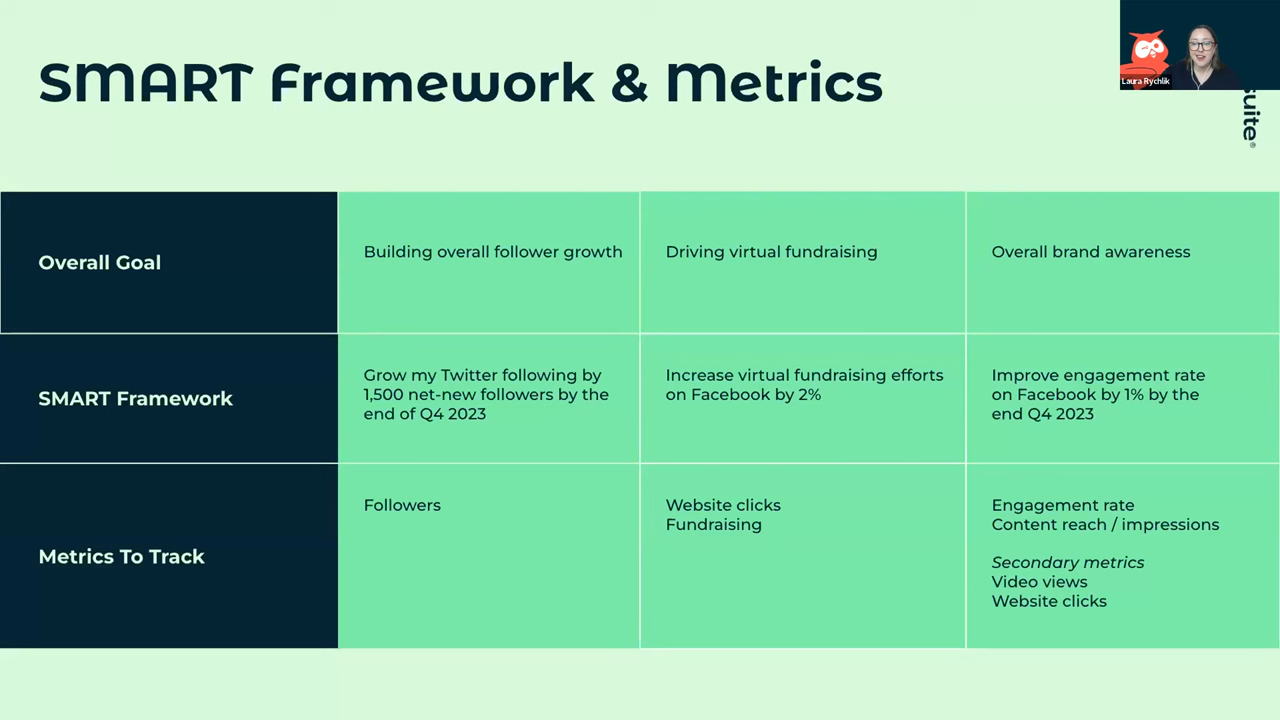 SMART Framework & Metrics
Laura Rychlik
suite®
Overall Goal
Building overall follower growth
Driving virtual fundraising
Overall brand awareness
SMART Framework
Grow my Twitter following by
1,500 net-new followers by the
end of Q4 2023
Increase virtual fundraising efforts
on Facebook by 2%
Improve engagement rate
on Facebook by 1% by the
end Q4 2023
Metrics To Track
Followers
Website clicks
Fundraising
Engagement rate
Content reach / impressions
Secondary metrics
Video views
Website clicks